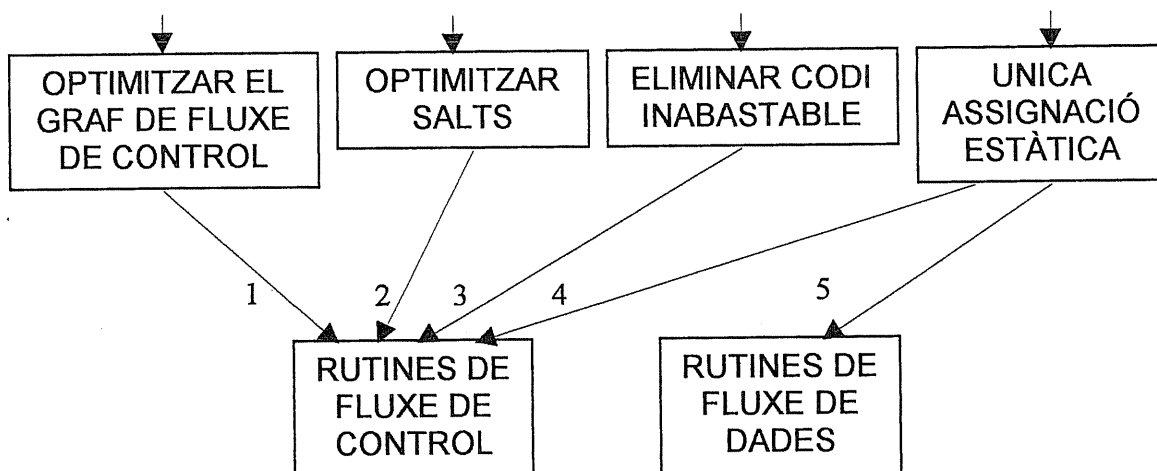 OPTIMITZAR EL
GRAF DE FLUXE
DE CONTROL
OPTIMITZAR
SALTS
ELIMINAR CODI
INABASTABLE
UNICA
ASSIGNACIÓ
ESTÀTICA
1
2
3
4
5
RUTINES DE
FLUXE DE
CONTROL
RUTINES DE
FLUXE DE
DADES